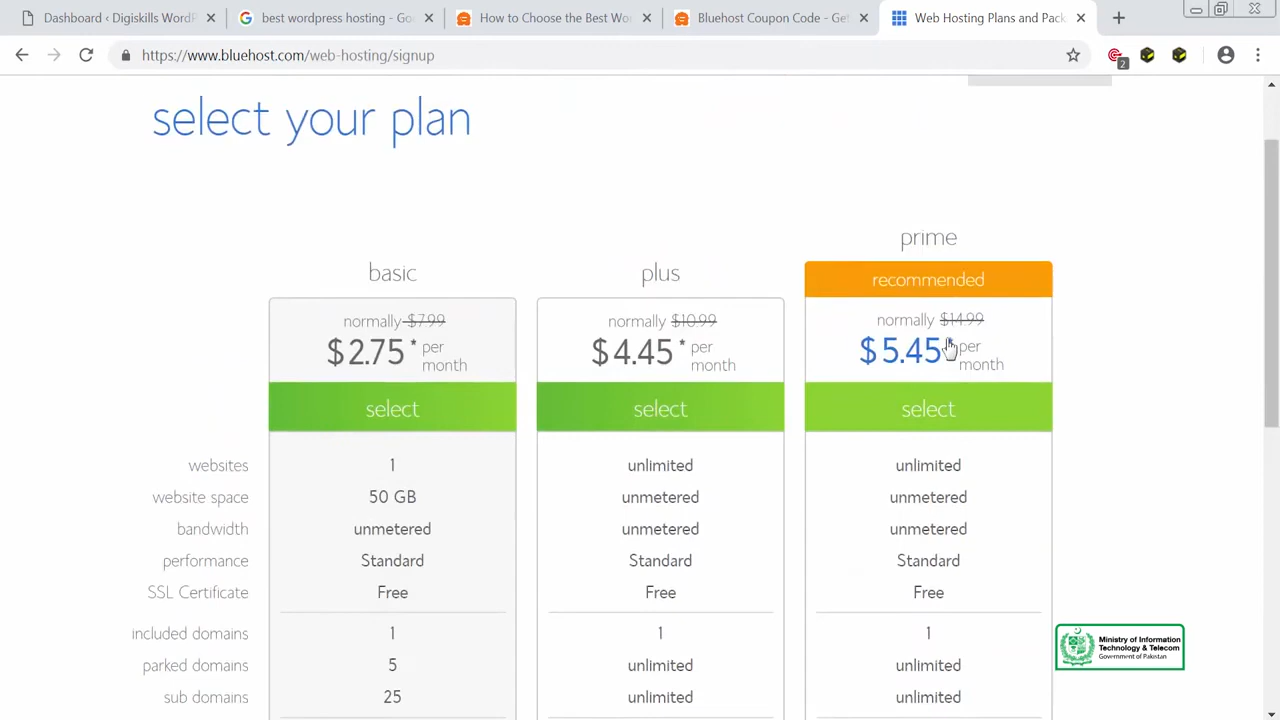 Dashboard ‹ Digiskills WordP
best wordpress hosting - Go
How to Choose the Best Wo
Bluehost Coupon Code - Get
Web Hosting Plans and Pack
https://www.bluehost.com/web-hosting/signup
2
select your plan
basic
plus
prime
recommended
normally $7.99
normally $10.99
normally $14.99
$2.75* per month
$4.45* per month
$5.45* per month
select
select
select
websites 1 unlimited unlimited
website space 50 GB unmetered unmetered
bandwidth unmetered unmetered unmetered
performance Standard Standard Standard
SSL Certificate Free Free Free
included domains 1 1 1
parked domains 5 unlimited unlimited
sub domains 25 unlimited unlimited
Ministry of Information
Technology & Telecom
Government of Pakistan